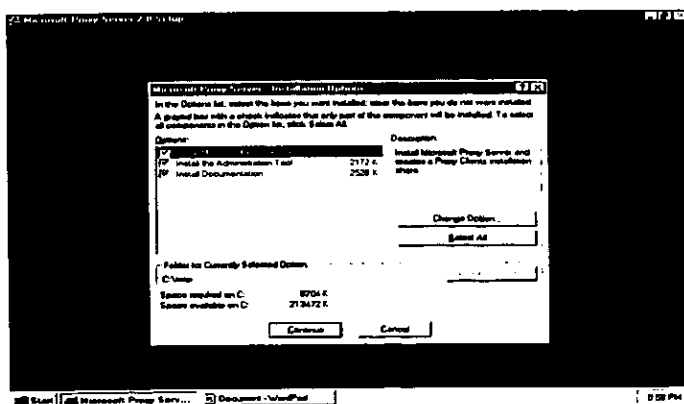 Microsoft Proxy Server 2.0 Setup
Microsoft Proxy Server - Installation Options
In the Options list, select the items you want installed; clear the items you do not want installed.
A grayed box with a check indicates that only part of the component will be installed. To select all components in the Option list, click Select All.
Options:
Install the Administration Tool 2172 K
Install Documentation 2528 K
Description:
Install Microsoft Proxy Server and creates a Proxy Clients installation share.
Change Option...
Select All
Folder for Currently Selected Option:
Space required on C: 8704 K
Space available on C: 213472 K
Continue
Cancel
Start
Microsoft Proxy Serv...
Document - WordPad